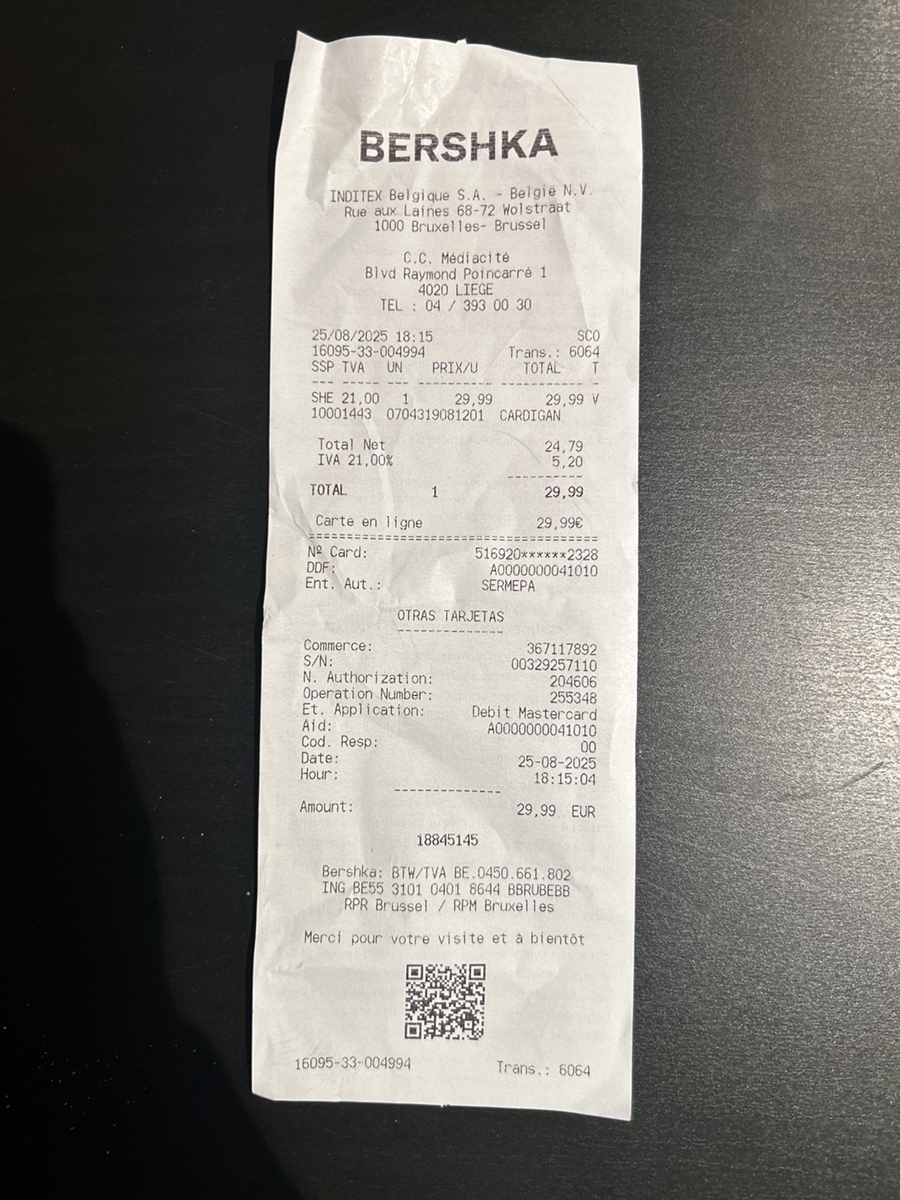 BERSHKA
INDITEX Belgique S.A. - België N.V.
Rue aux Laines 68-72 Wolstraat
1000 Bruxelles- Brussel
C.C. Médiacité
Blvd Raymond Poincarré 1
4020 LIEGE
TEL : 04 / 393 00 30
25/08/2025 18:15 SCO
16095-33-004994 Trans.: 6064
SSP TVA UN PRIX/U TOTAL T
SHE 21,00 1 29,99 29,99 V
10001443 0704319081201 CARDIGAN
Total Net 24,79
IVA 21,00% 5,20
TOTAL 1 29,99
Carte en ligne 29,99€
Nº Card: 516920******2328
DDF: A0000000041010
Ent. Aut.: SERMEPA
OTRAS TARJETAS
Commerce: 367117892
S/N: 00329257110
N. Authorization: 204606
Operation Number: 255348
Et. Application: Debit Mastercard
Aid: A0000000041010
Cod. Resp: 00
Date: 25-08-2025
Hour: 18:15:04
Amount: 29,99 EUR
18845145
Bershka: BTW/TVA BE.0450.661.802
ING BE55 3101 0401 8644 BBRUBEBB
RPR Brussel / RPM Bruxelles
Merci pour votre visite et à bientôt
16095-33-004994 Trans.: 6064